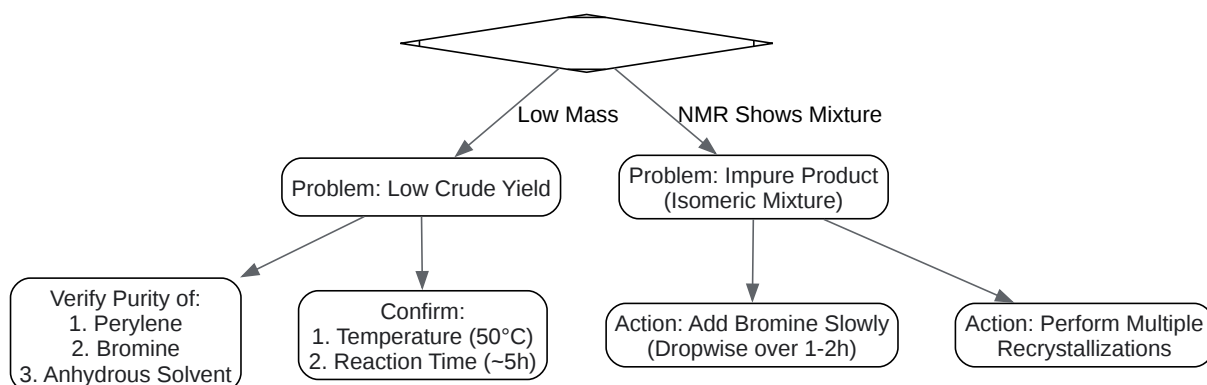 Low Mass
NMR Shows Mixture
Problem: Low Crude Yield
Problem: Impure Product
(Isomeric Mixture)
Verify Purity of:
1. Perylene
2. Bromine
3. Anhydrous Solvent
Confirm:
1. Temperature (50°C)
2. Reaction Time (~5h)
Action: Add Bromine Slowly
(Dropwise over 1-2h)
Action: Perform Multiple
Recrystallizations